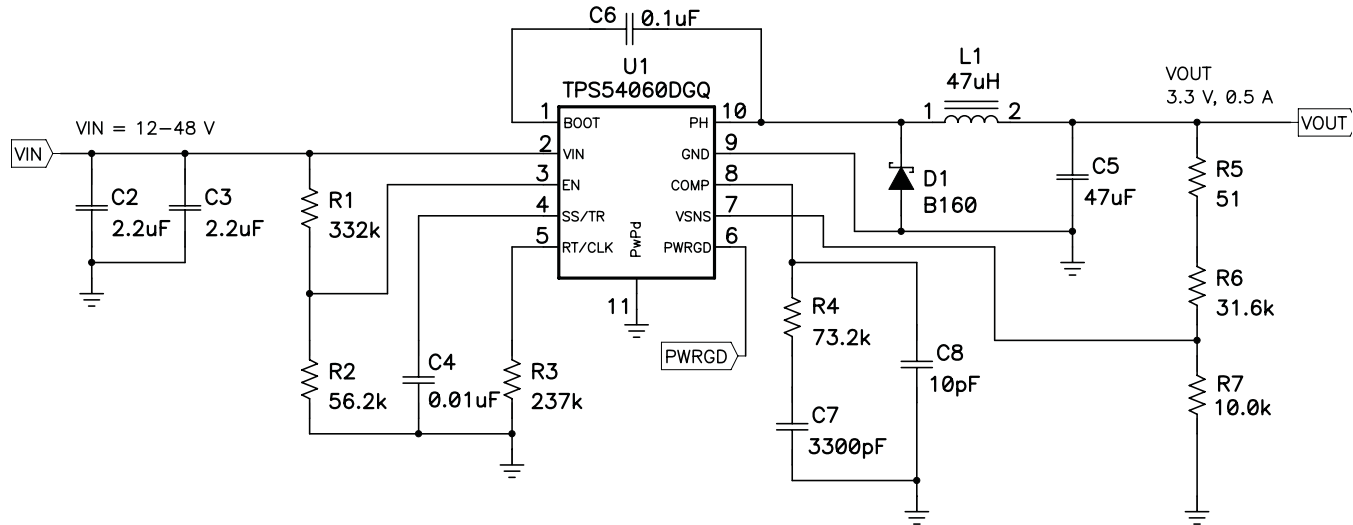 C6
0.1uF
U1
TPS54060DGQ
1
BOOT
PH
10
2
VIN
GND
9
3
EN
COMP
8
4
SS/TR
VSNS
7
5
RT/CLK
PwPd
PWRGD
6
11
VIN = 12-48 V
VIN
C2
2.2uF
C3
2.2uF
R1
332k
R2
56.2k
C4
0.01uF
R3
237k
PWRGD
R4
73.2k
C7
3300pF
C8
10pF
L1
47uH
1
2
D1
B160
C5
47uF
VOUT
3.3 V, 0.5 A
VOUT
R5
51
R6
31.6k
R7
10.0k